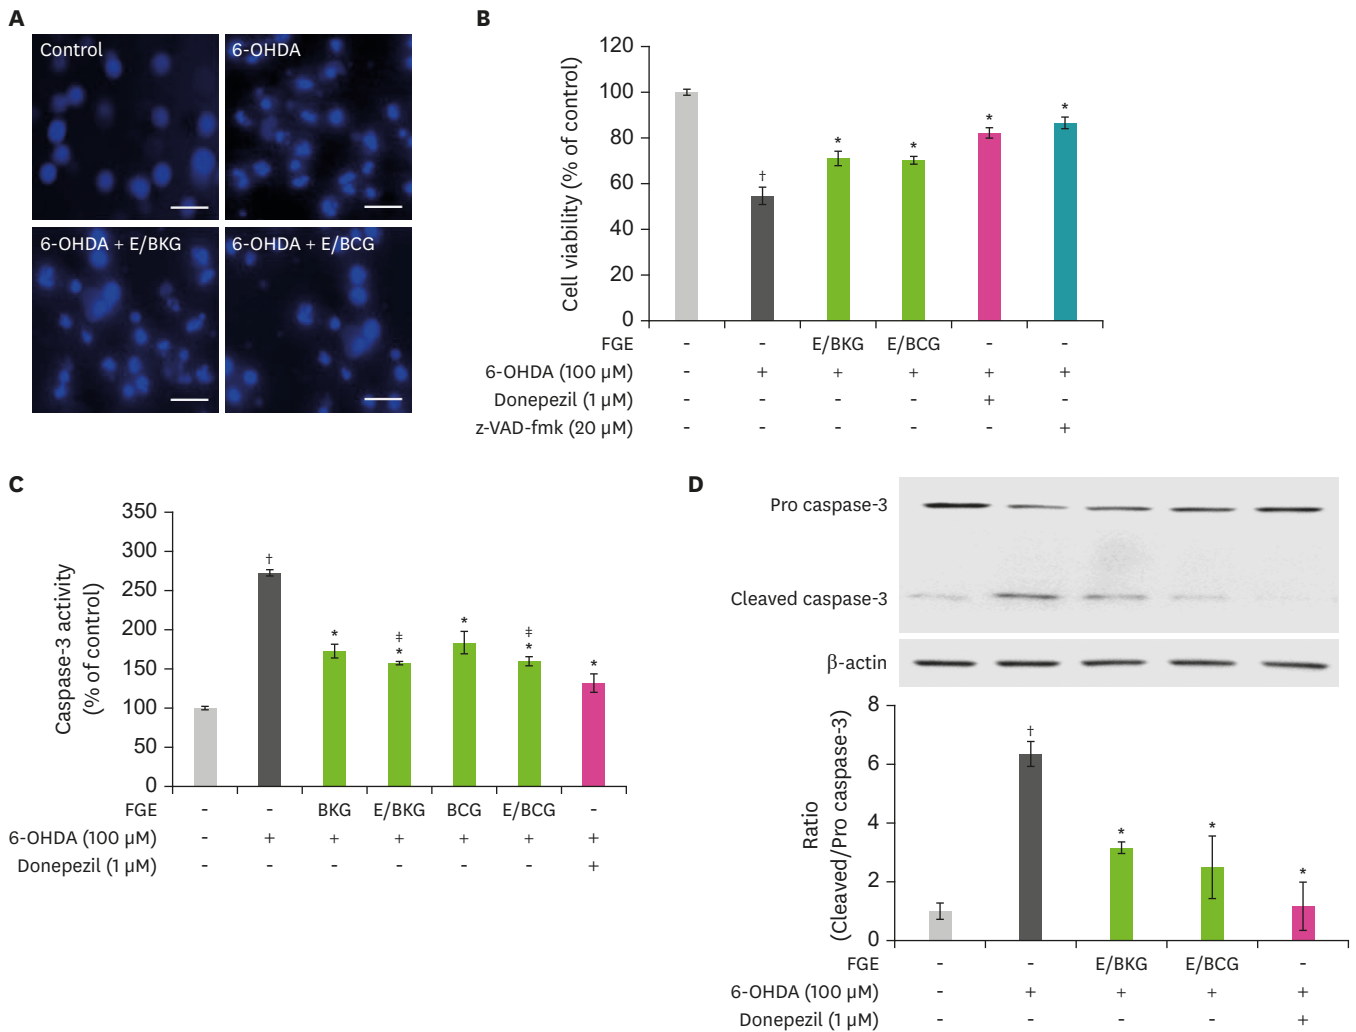 A
Control
6-OHDA
6-OHDA + E/BKG
6-OHDA + E/BCG
B
Cell viability (% of control)
120
100
80
60
40
20
0
†
*
*
*
*
FGE - - E/BKG E/BCG - -
6-OHDA (100 µM) - + + + + +
Donepezil (1 µM) - - - - + -
z-VAD-fmk (20 µM) - - - - - +
C
Caspase-3 activity
(% of control)
350
300
250
200
150
100
50
0
†
*
‡
*
*
‡
*
*
FGE - - BKG E/BKG BCG E/BCG -
6-OHDA (100 µM) - + + + + + +
Donepezil (1 µM) - - - - - - +
D
Pro caspase-3
Cleaved caspase-3
β-actin
Ratio
(Cleaved/Pro caspase-3)
8
6
4
2
0
†
*
*
*
FGE - - E/BKG E/BCG -
6-OHDA (100 µM) - + + + +
Donepezil (1 µM) - - - - +